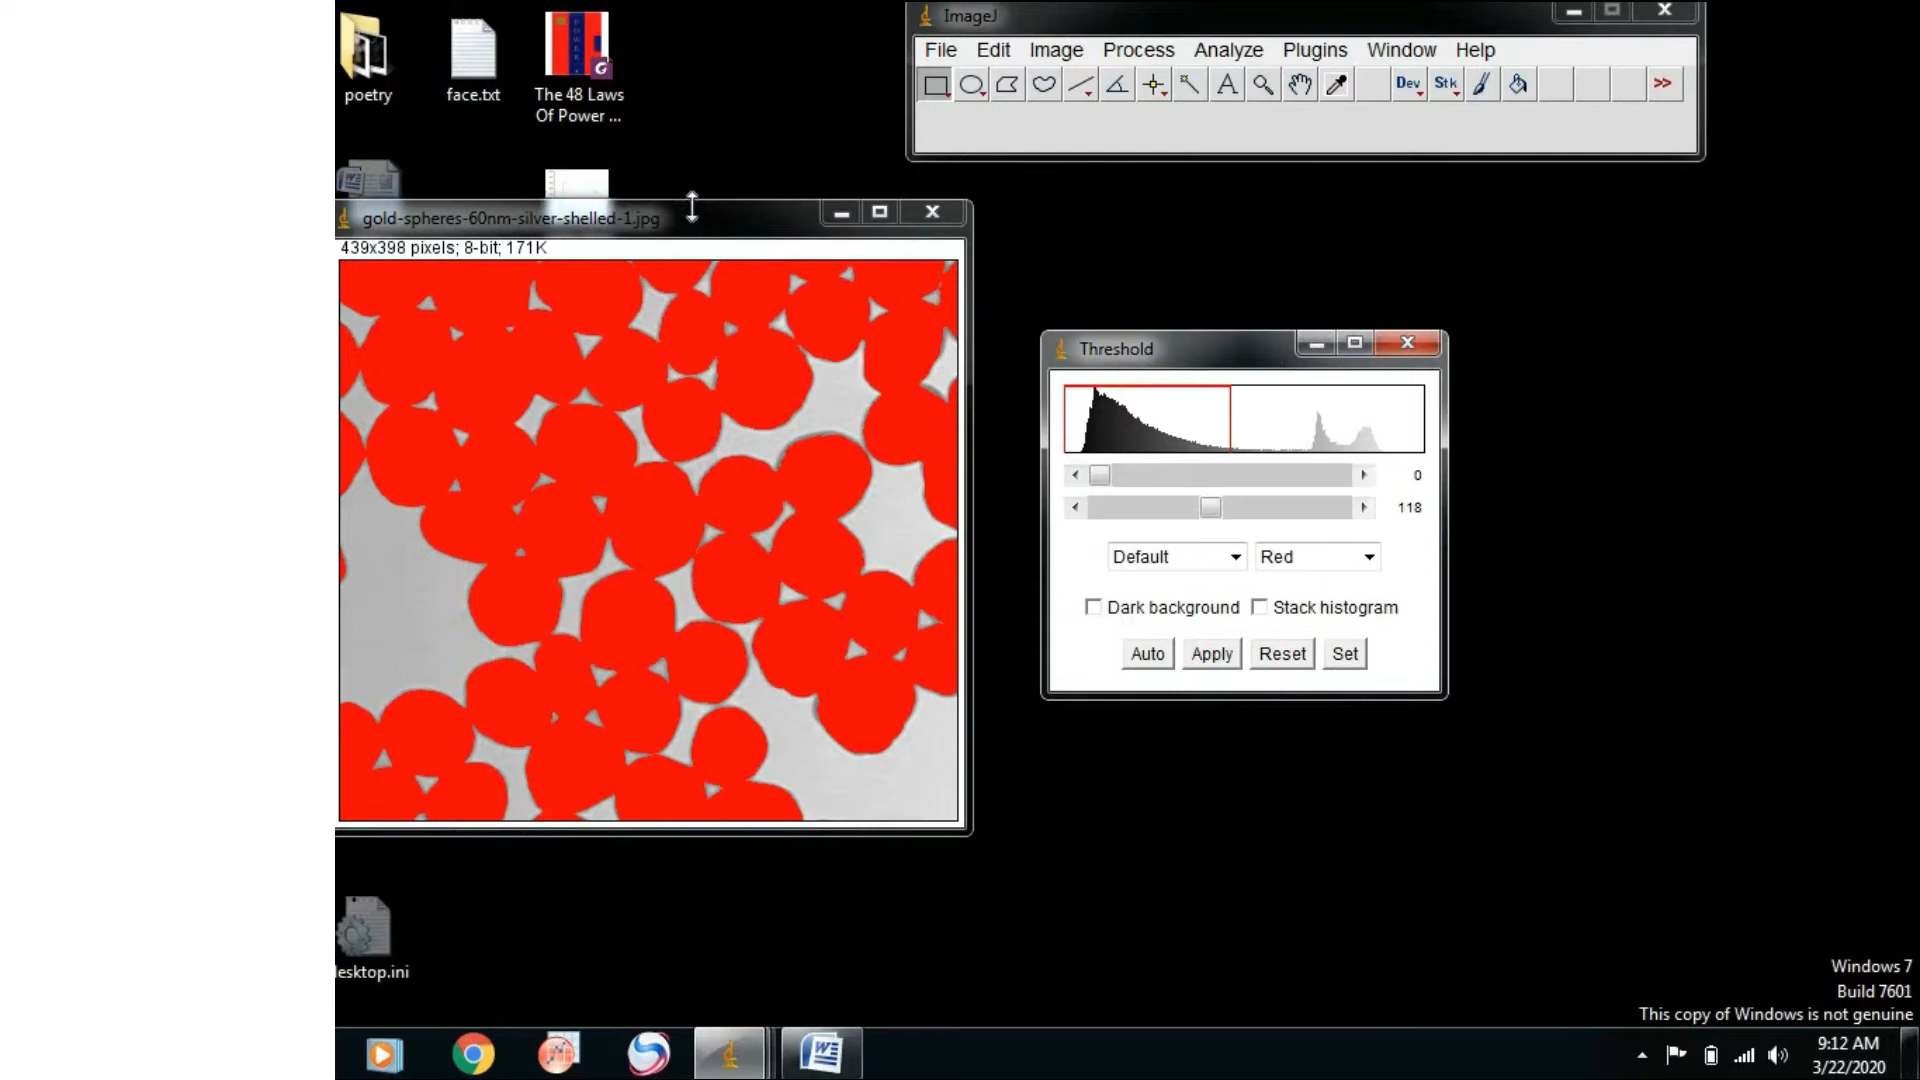 poetry
face.txt
The 48 Laws
Of Power ...
ImageJ
File Edit Image Process Analyze Plugins Window Help
Dev Stk >>
gold-spheres-60nm-silver-shelled-1.jpg
439x398 pixels; 8-bit; 171K
Threshold
0
118
Default Red
Dark background Stack histogram
Auto Apply Reset Set
desktop.ini
Windows 7
Build 7601
This copy of Windows is not genuine
9:12 AM
3/22/2020